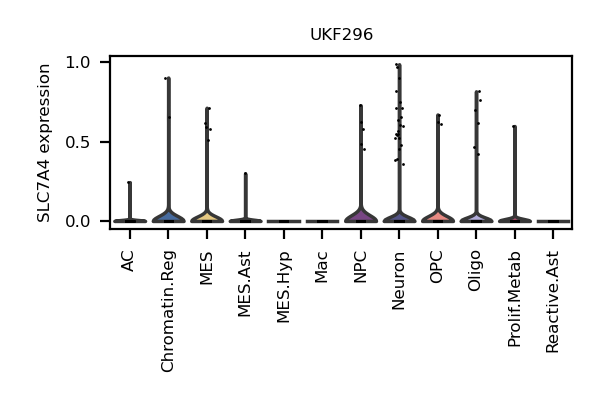 UKF296
SLC7A4 expression
1.0
0.5
0.0
AC
Chromatin.Reg
MES
MES.Ast
MES.Hyp
Mac
NPC
Neuron
OPC
Oligo
Prolif.Metab
Reactive.Ast